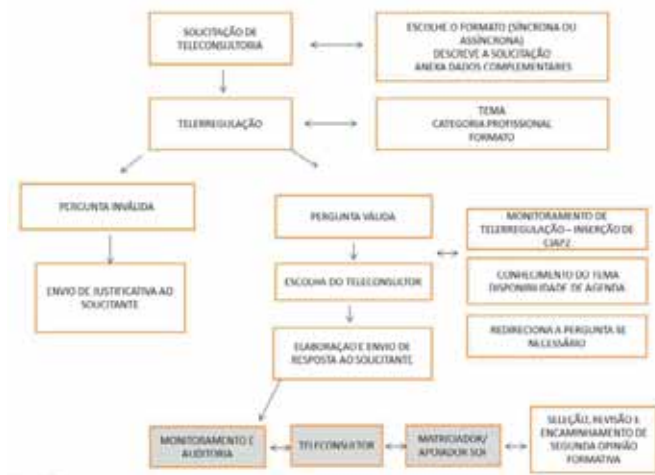 SOLICITAÇÃO DE
TELECONSULTORIA
ESCOLHE O FORMATO (SÍNCRONA OU
ASSÍNCRONA)
DESCREVE A SOLICITAÇÃO
ANEXA DADOS COMPLEMENTARES
TELERREGULAÇÃO
TEMA
CATEGORIA PROFISSIONAL
FORMATO
PERGUNTA INVÁLIDA
PERGUNTA VÁLIDA
MONITORAMENTO DE
TELERREGULAÇÃO – INSERÇÃO DE
CIAP2
ENVIO DE JUSTIFICATIVA AO
SOLICITANTE
ESCOLHA DO TELECONSULTOR
CONHECIMENTO DO TEMA
DISPONIBILIDADE DE AGENDA
ELABORAÇÃO E ENVIO DE
RESPOSTA AO SOLICITANTE
REDIRECIONA A PERGUNTA SE
NECESSÁRIO
MONITORAMENTO E
AUDITORIA
TELECONSULTOR
MATRICIADOR/
APOIADOR SOF
SELEÇÃO, REVISÃO E
ENCAMINHAMENTO DE
SEGUNDA OPINIÃO
FORMATIVA